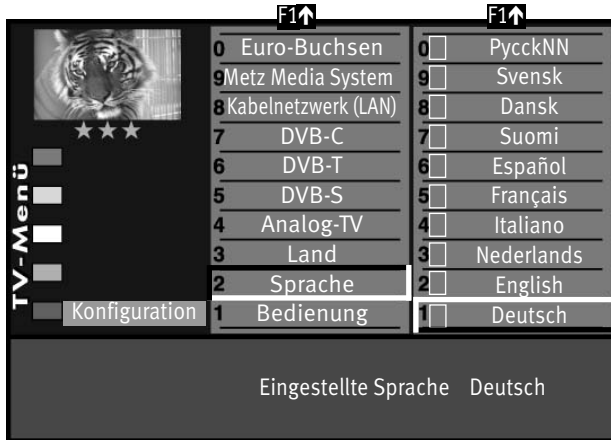 F1↑ F1↑
0 Euro-Buchsen
9 Metz Media System
8 Kabelnetzwerk (LAN)
7 DVB-C
6 DVB-T
5 DVB-S
4 Analog-TV
3 Land
2 Sprache
1 Bedienung
0 PycckNN
9 Svensk
8 Dansk
7 Suomi
6 Español
5 Français
4 Italiano
3 Nederlands
2 English
1 Deutsch
TV-Menü
Konfiguration
Eingestellte Sprache Deutsch